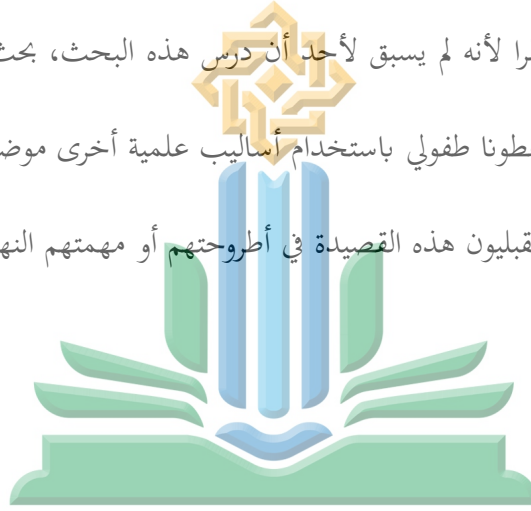 را لأنه لم يسبق لأحد أن درس هذه البحث، بحث
طونا طفولي باستخدام أساليب علمية أخرى موض
قبليون هذه القصيدة في أطروحتهم أو مهمتهم النه